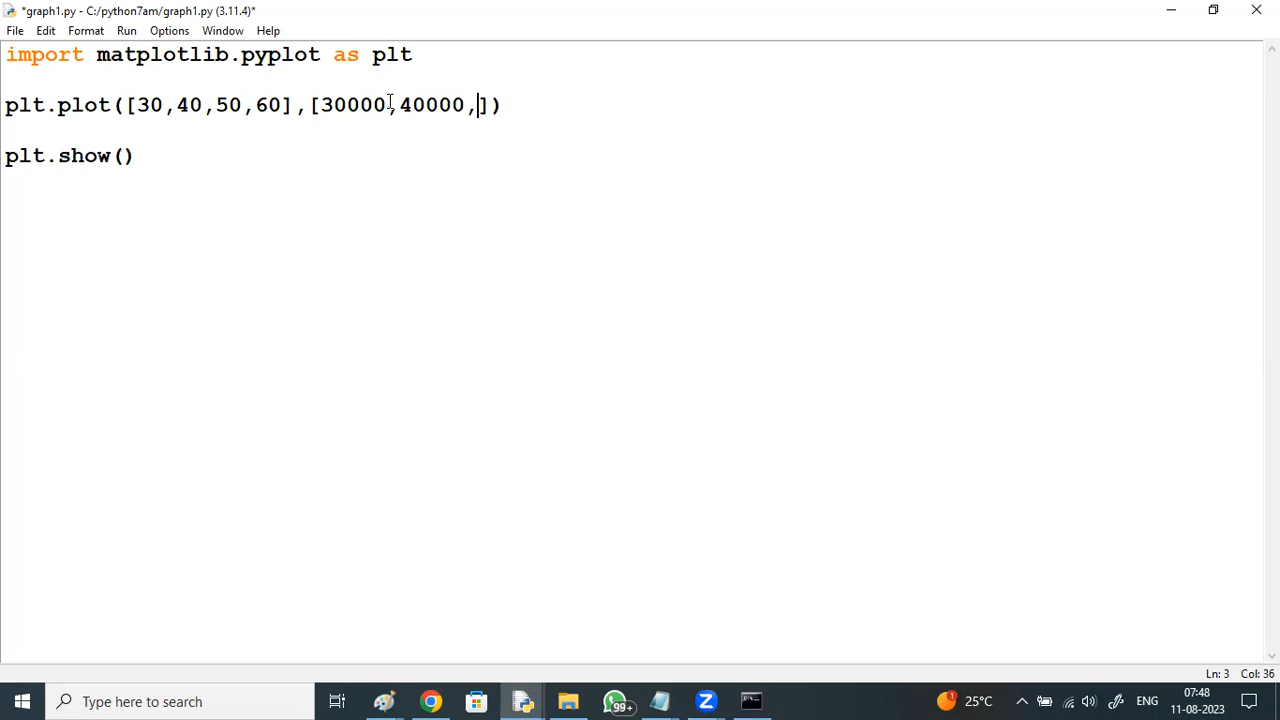 *graph1.py - C:/python7am/graph1.py (3.11.4)*
File Edit Format Run Options Window Help
import matplotlib.pyplot as plt
plt.plot([30,40,50,60],[30000,40000,])
plt.show()
Ln: 3 Col: 36
Type here to search
99+
1
25°C
ENG
07:48
11-08-2023